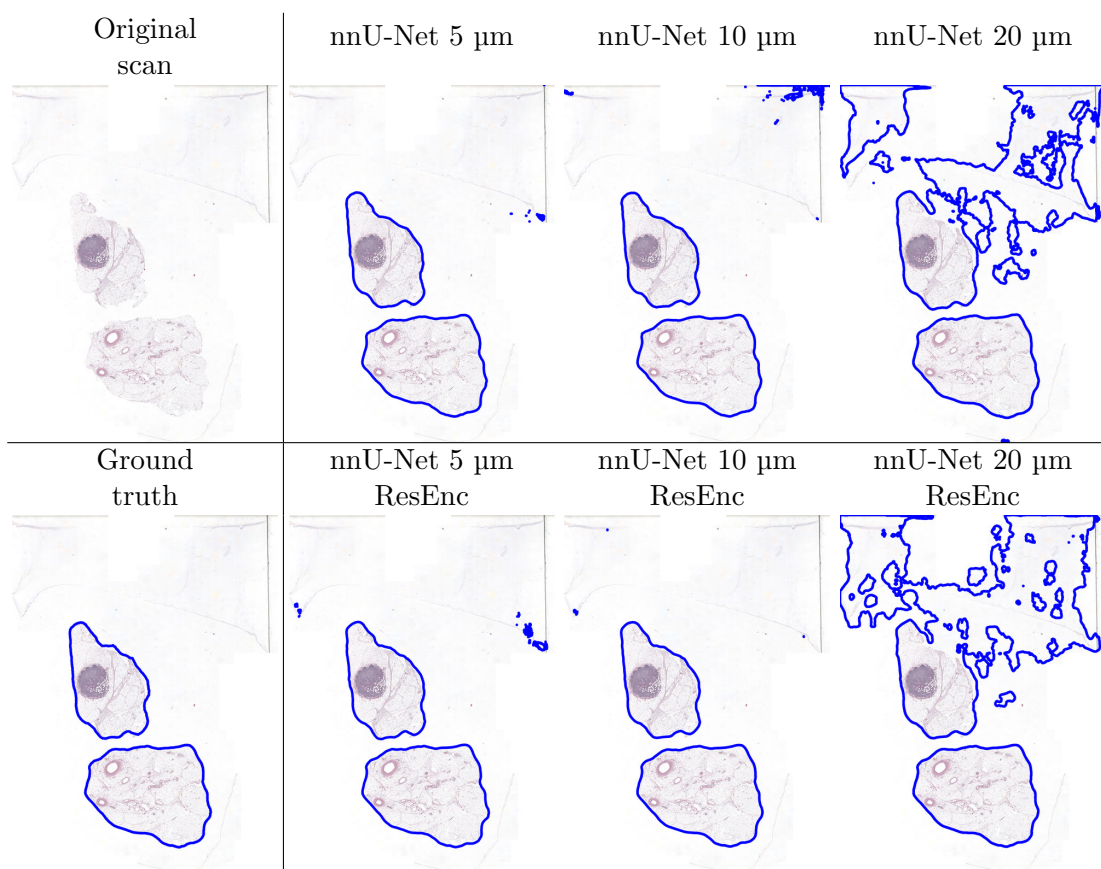 Original
scan
nnU-Net 5 µm
nnU-Net 10 µm
nnU-Net 20 µm
Ground
truth
nnU-Net 5 µm
ResEnc
nnU-Net 10 µm
ResEnc
nnU-Net 20 µm
ResEnc